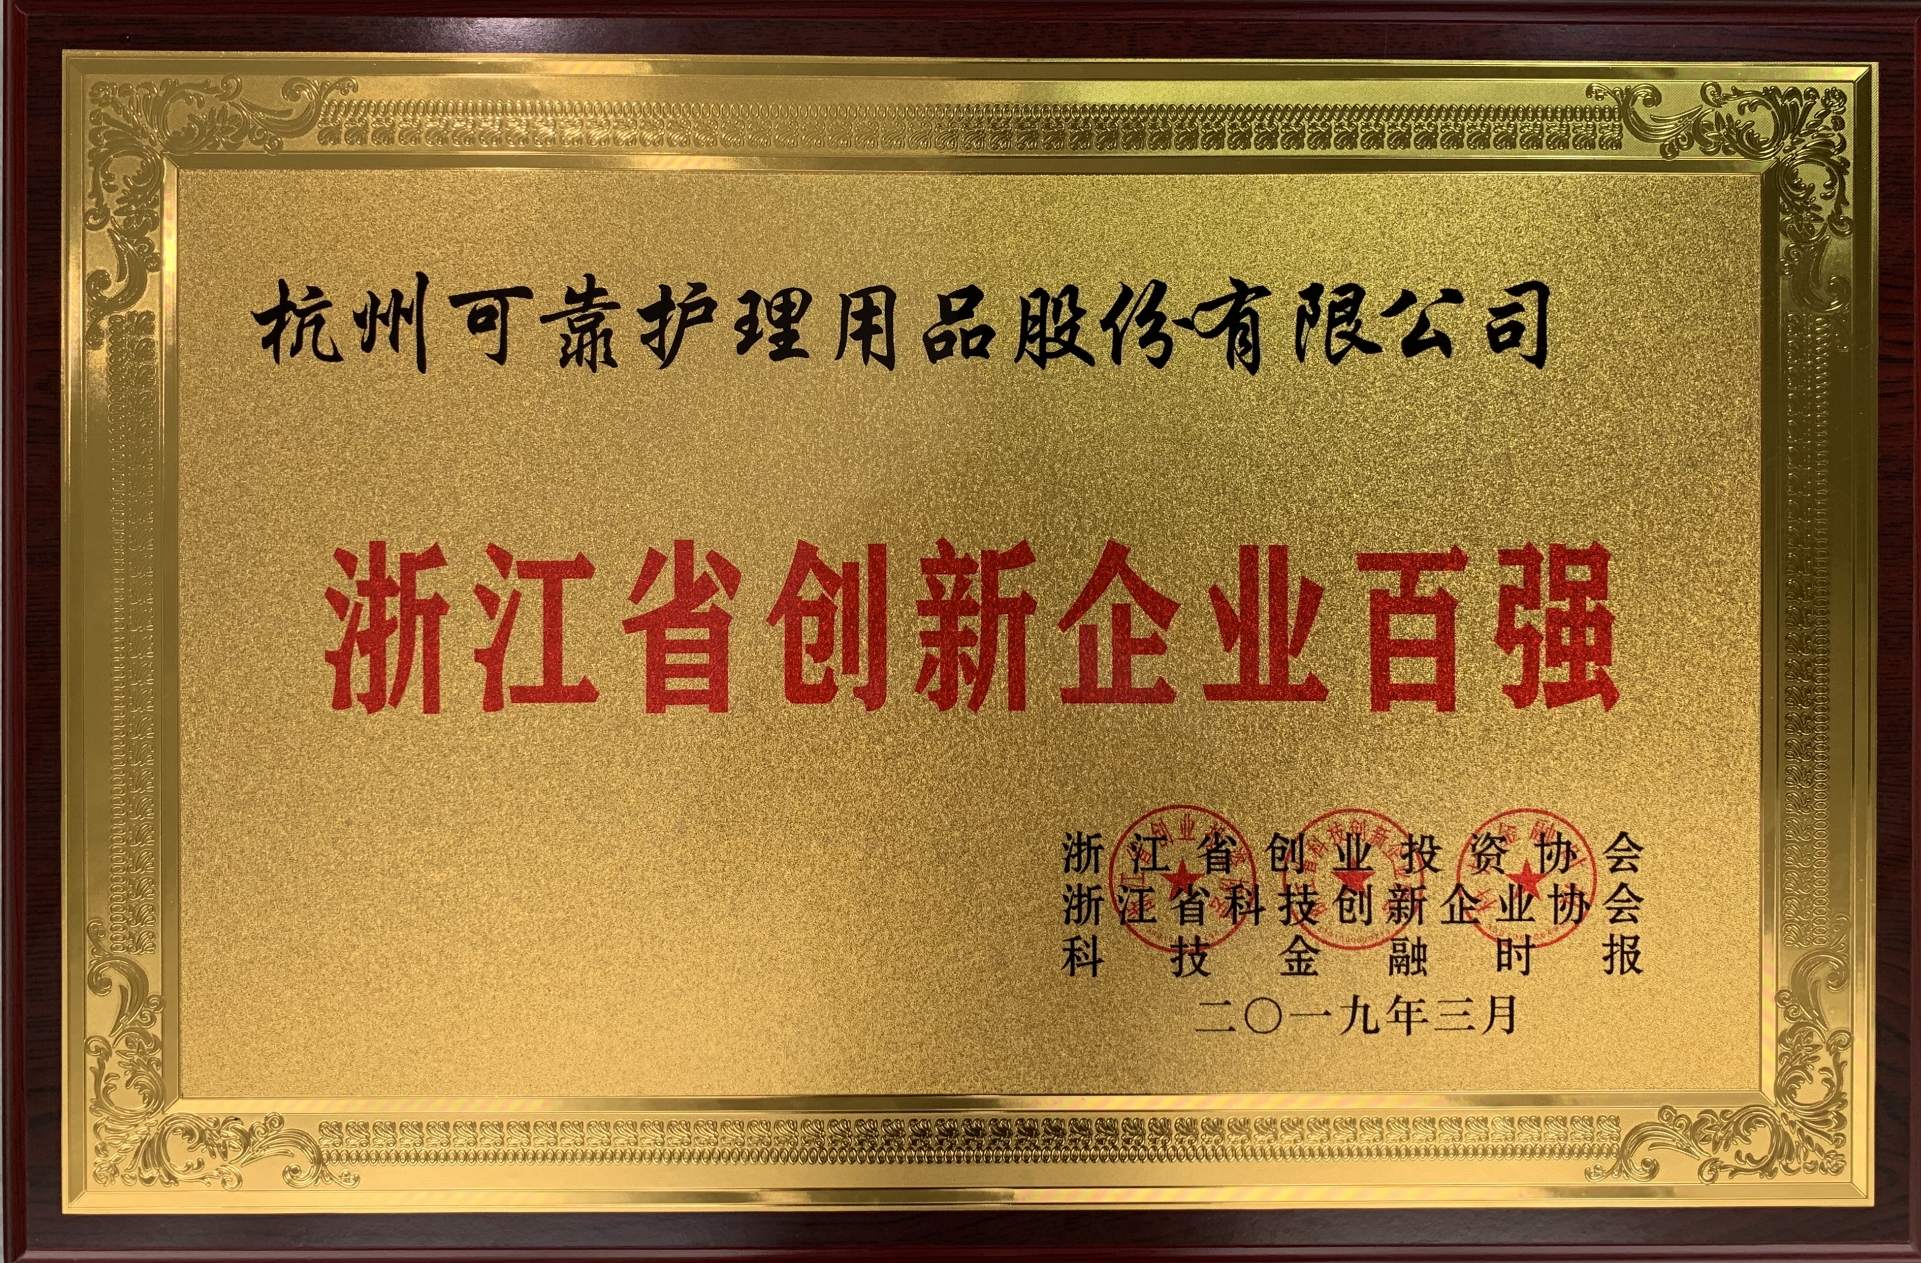 杭州可靠护理用品股份有限公司
浙江省创新企业百强
浙江省创业投资协会
浙江省科技创新企业协会
科技金融时报
二〇一九年三月